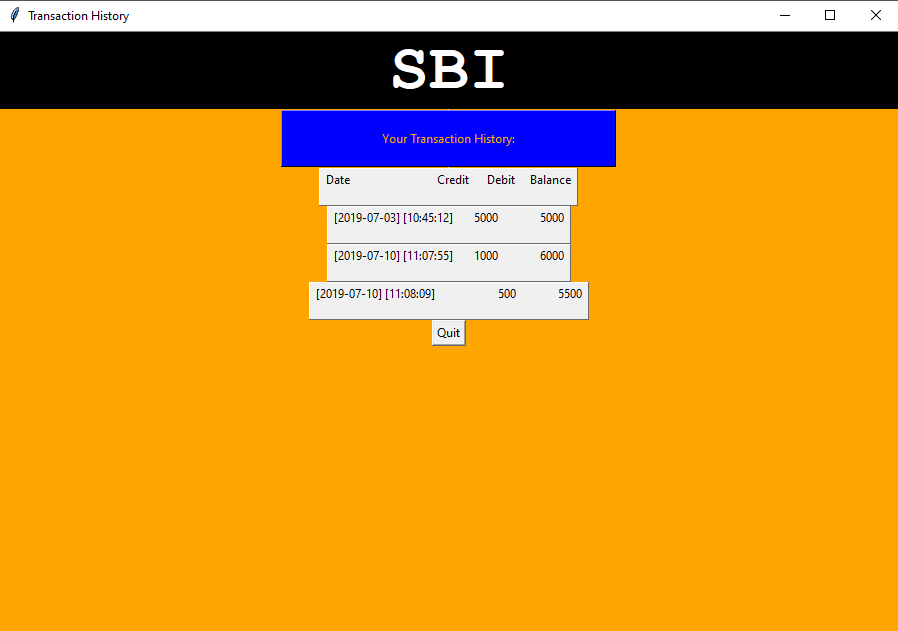 Transaction History
SBI
Your Transaction History:
Date Credit Debit Balance
[2019-07-03] [10:45:12] 5000 5000
[2019-07-10] [11:07:55] 1000 6000
[2019-07-10] [11:08:09] 500 5500
Quit